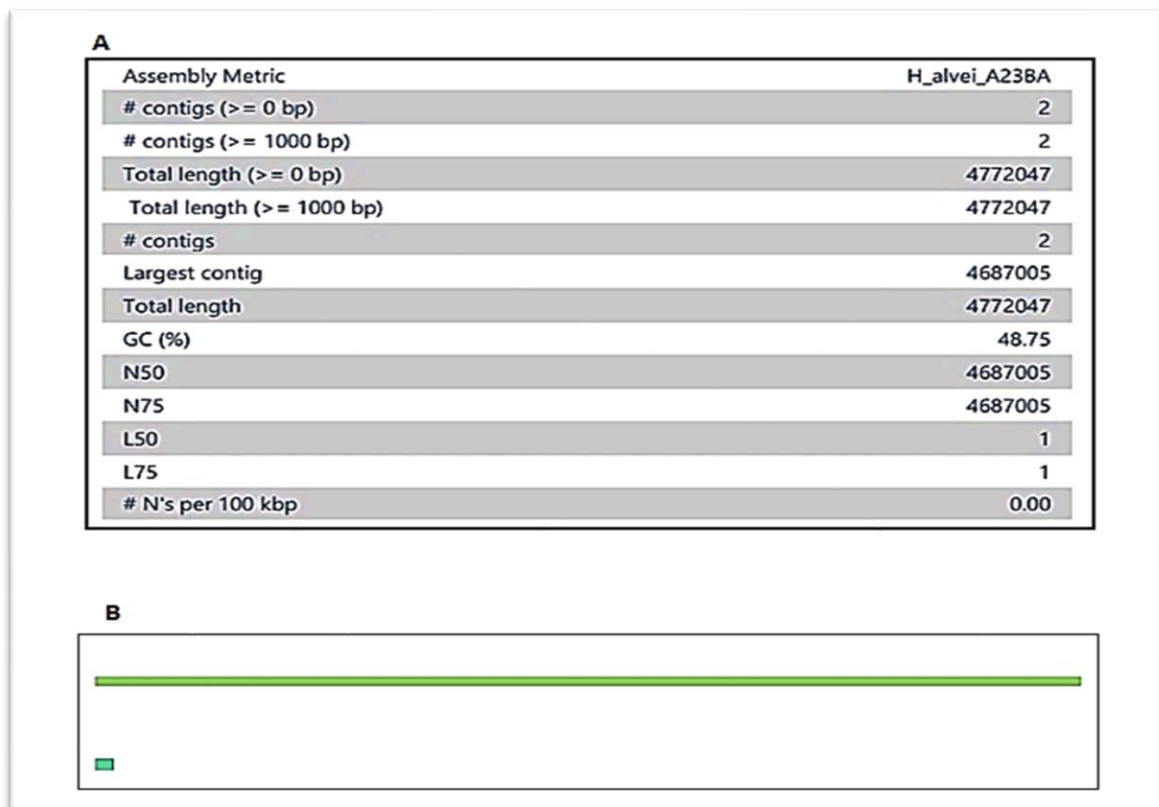 A
Assembly Metric H_alvei_A23BA
# contigs (>= 0 bp) 2
# contigs (>= 1000 bp) 2
Total length (>= 0 bp) 4772047
Total length (>= 1000 bp) 4772047
# contigs 2
Largest contig 4687005
Total length 4772047
GC (%) 48.75
N50 4687005
N75 4687005
L50 1
L75 1
# N's per 100 kbp 0.00
B